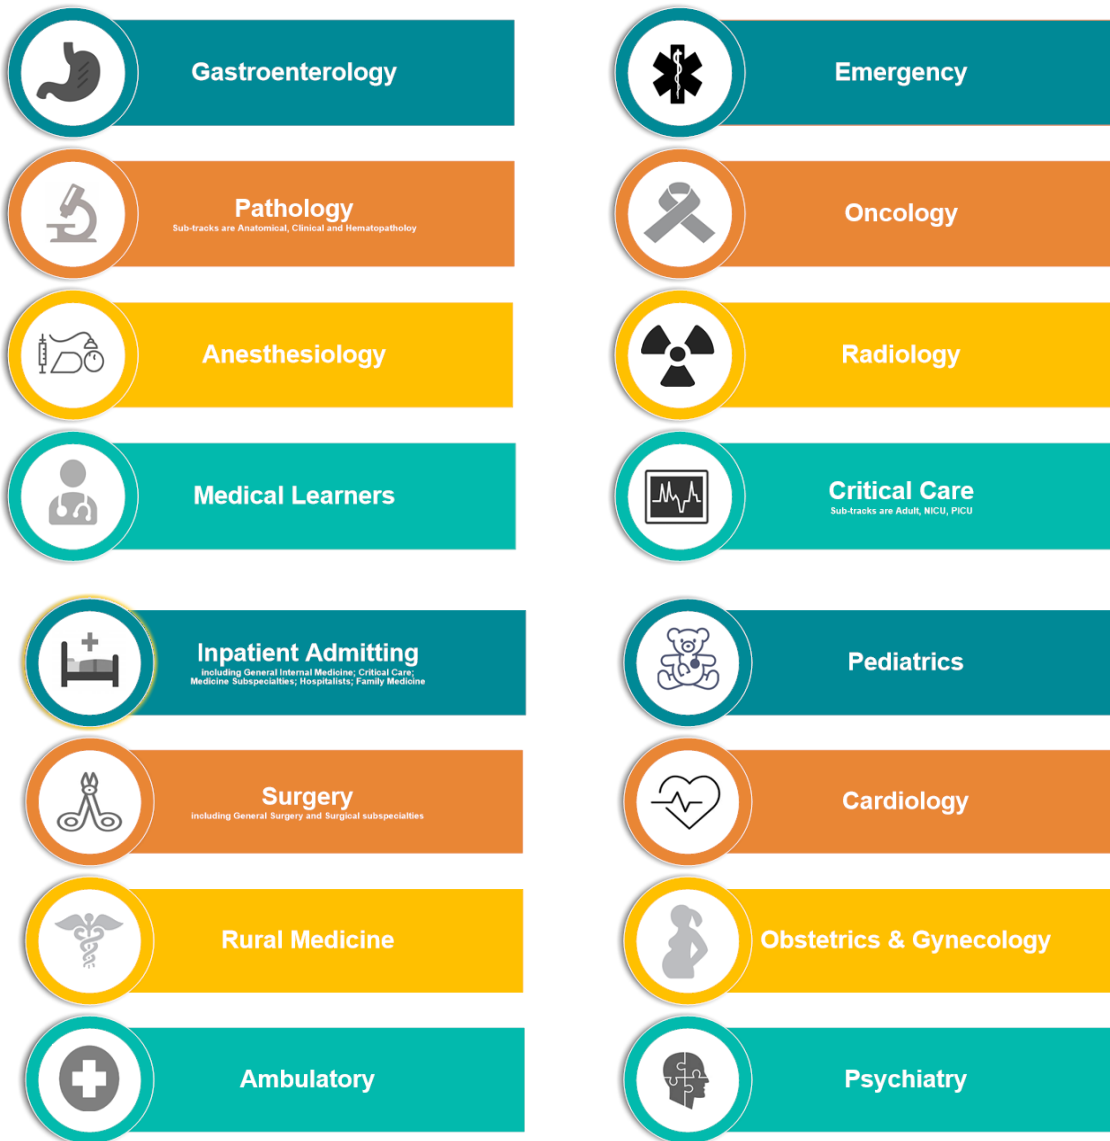 Gastroenterology
Emergency
Pathology
Sub-tracks are Anatomical, Clinical and Hematopatholoy
Oncology
Anesthesiology
Radiology
Medical Learners
Critical Care
Sub-tracks are Adult, NICU, PICU
Inpatient Admitting
including General Internal Medicine; Critical Care;
Medicine Subspecialties; Hospitalists; Family Medicine
Pediatrics
Surgery
including General Surgery and Surgical subspecialties
Cardiology
Rural Medicine
Obstetrics & Gynecology
Ambulatory
Psychiatry